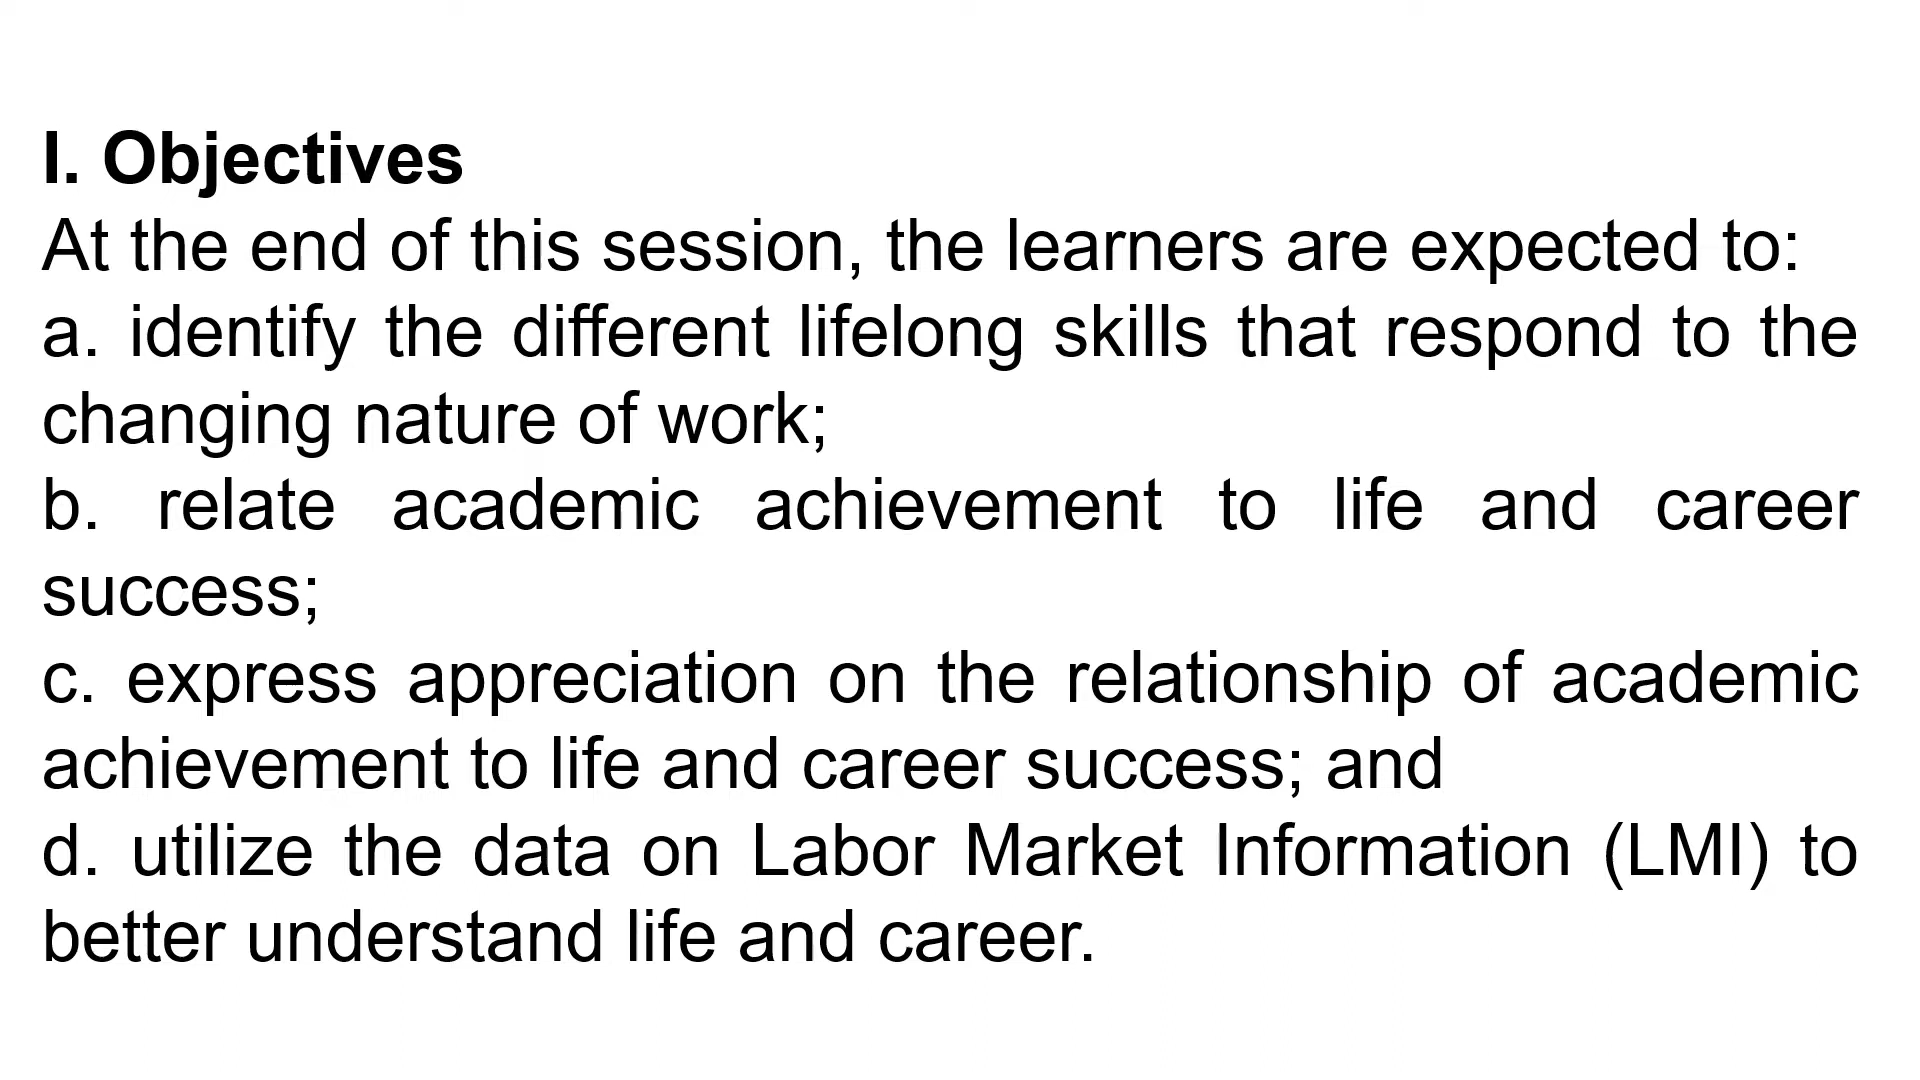 I. Objectives
At the end of this session, the learners are expected to:
a. identify the different lifelong skills that respond to the
changing nature of work;
b. relate academic achievement to life and career
success;
c. express appreciation on the relationship of academic
achievement to life and career success; and
d. utilize the data on Labor Market Information (LMI) to
better understand life and career.